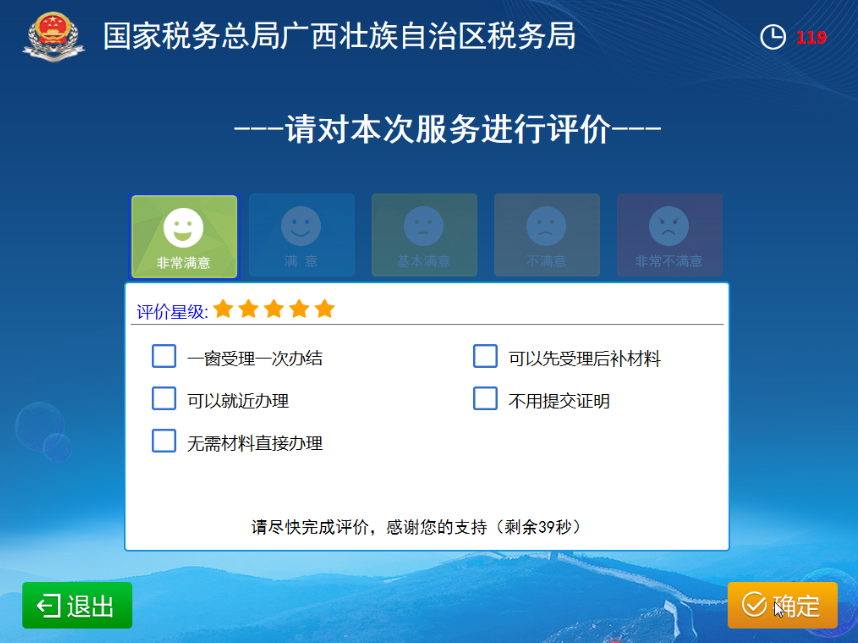 国家税务总局广西壮族自治区税务局
119
---请对本次服务进行评价---
非常满意
满 意
基本满意
不满意
非常不满意
评价星级:
一窗受理一次办结
可以先受理后补材料
可以就近办理
不用提交证明
无需材料直接办理
请尽快完成评价，感谢您的支持（剩余39秒）
退出
确定